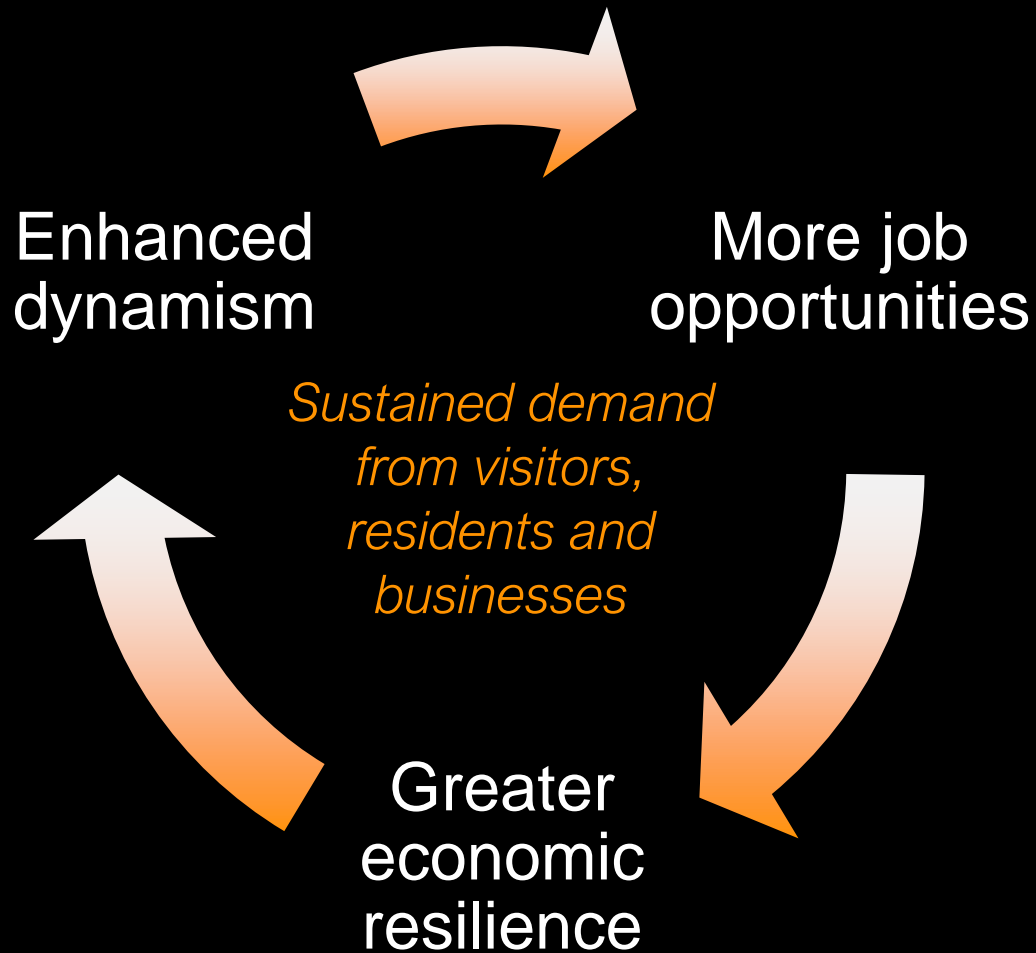 Enhanced
dynamism
More job
opportunities
Sustained demand
from visitors,
residents and
businesses
Greater
economic
resilience